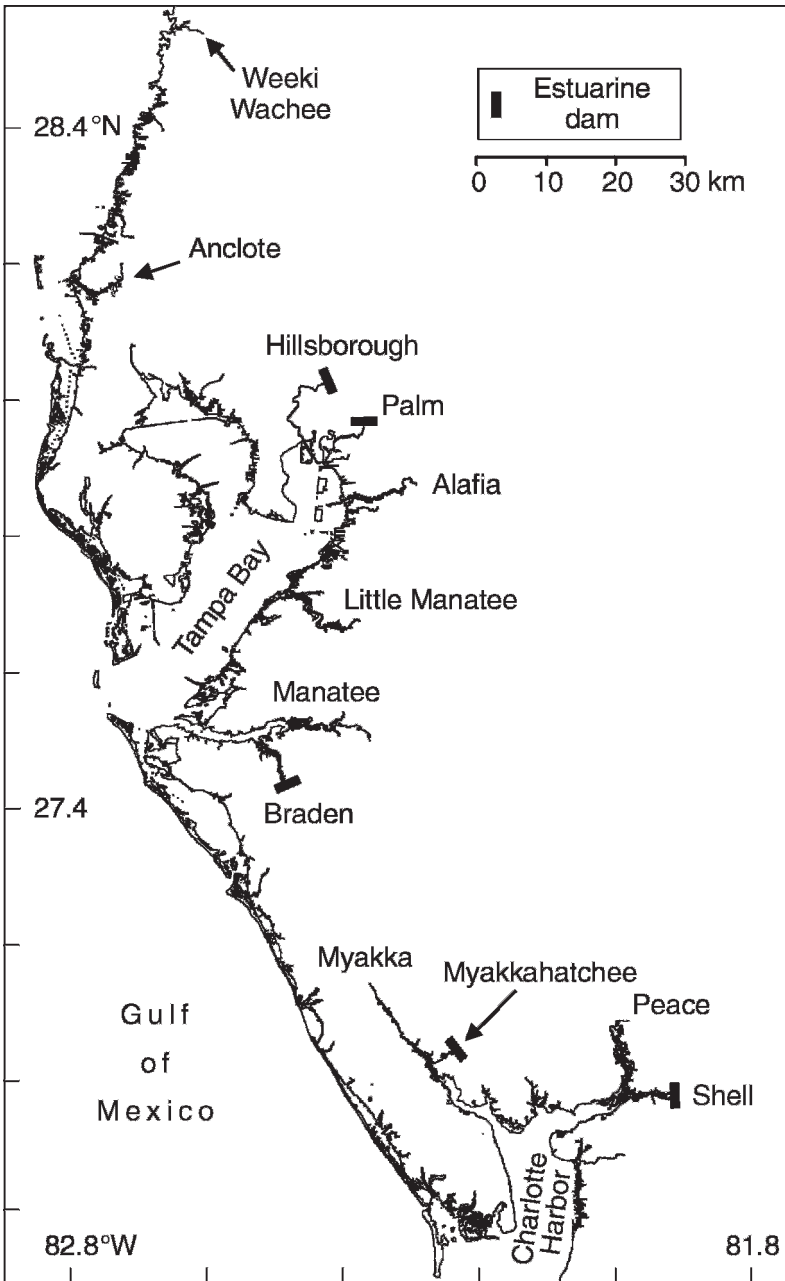 Weeki
Wachee
28.4°N
Estuarine
dam
0 10 20 30 km
Anclote
Hillsborough
Palm
Alafia
Tampa Bay
Little Manatee
Manatee
27.4
Braden
Myakka
Myakkahatchee
Peace
Gulf
of
Mexico
Shell
Charlotte
Harbor
82.8°W
81.8